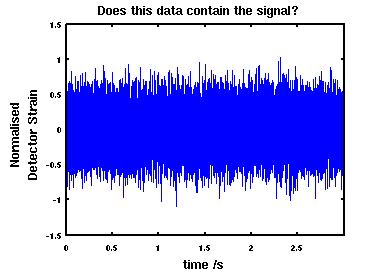 Does this data contain the signal?
Normalised
Detector Strain
1.5
1
0.5
0
-0.5
-1
-1.5
0 0.5 1 1.5 2 2.5
time /s